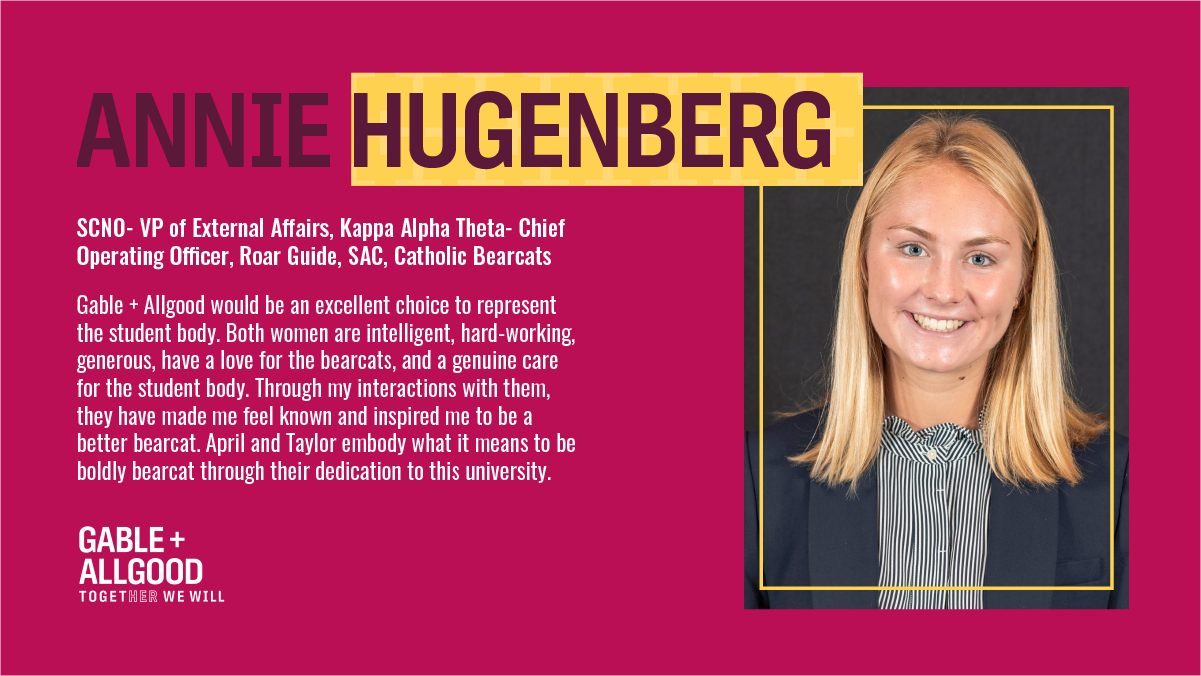 ANNIE HUGENBERG
SCNO- VP of External Affairs, Kappa Alpha Theta- Chief
Operating Officer, Roar Guide, SAC, Catholic Bearcats
Gable + Allgood would be an excellent choice to represent
the student body. Both women are intelligent, hard-working,
generous, have a love for the bearcats, and a genuine care
for the student body. Through my interactions with them,
they have made me feel known and inspired me to be a
better bearcat. April and Taylor embody what it means to be
boldly bearcat through their dedication to this university.
GABLE +
ALLGOOD
TOGETHER WE WILL